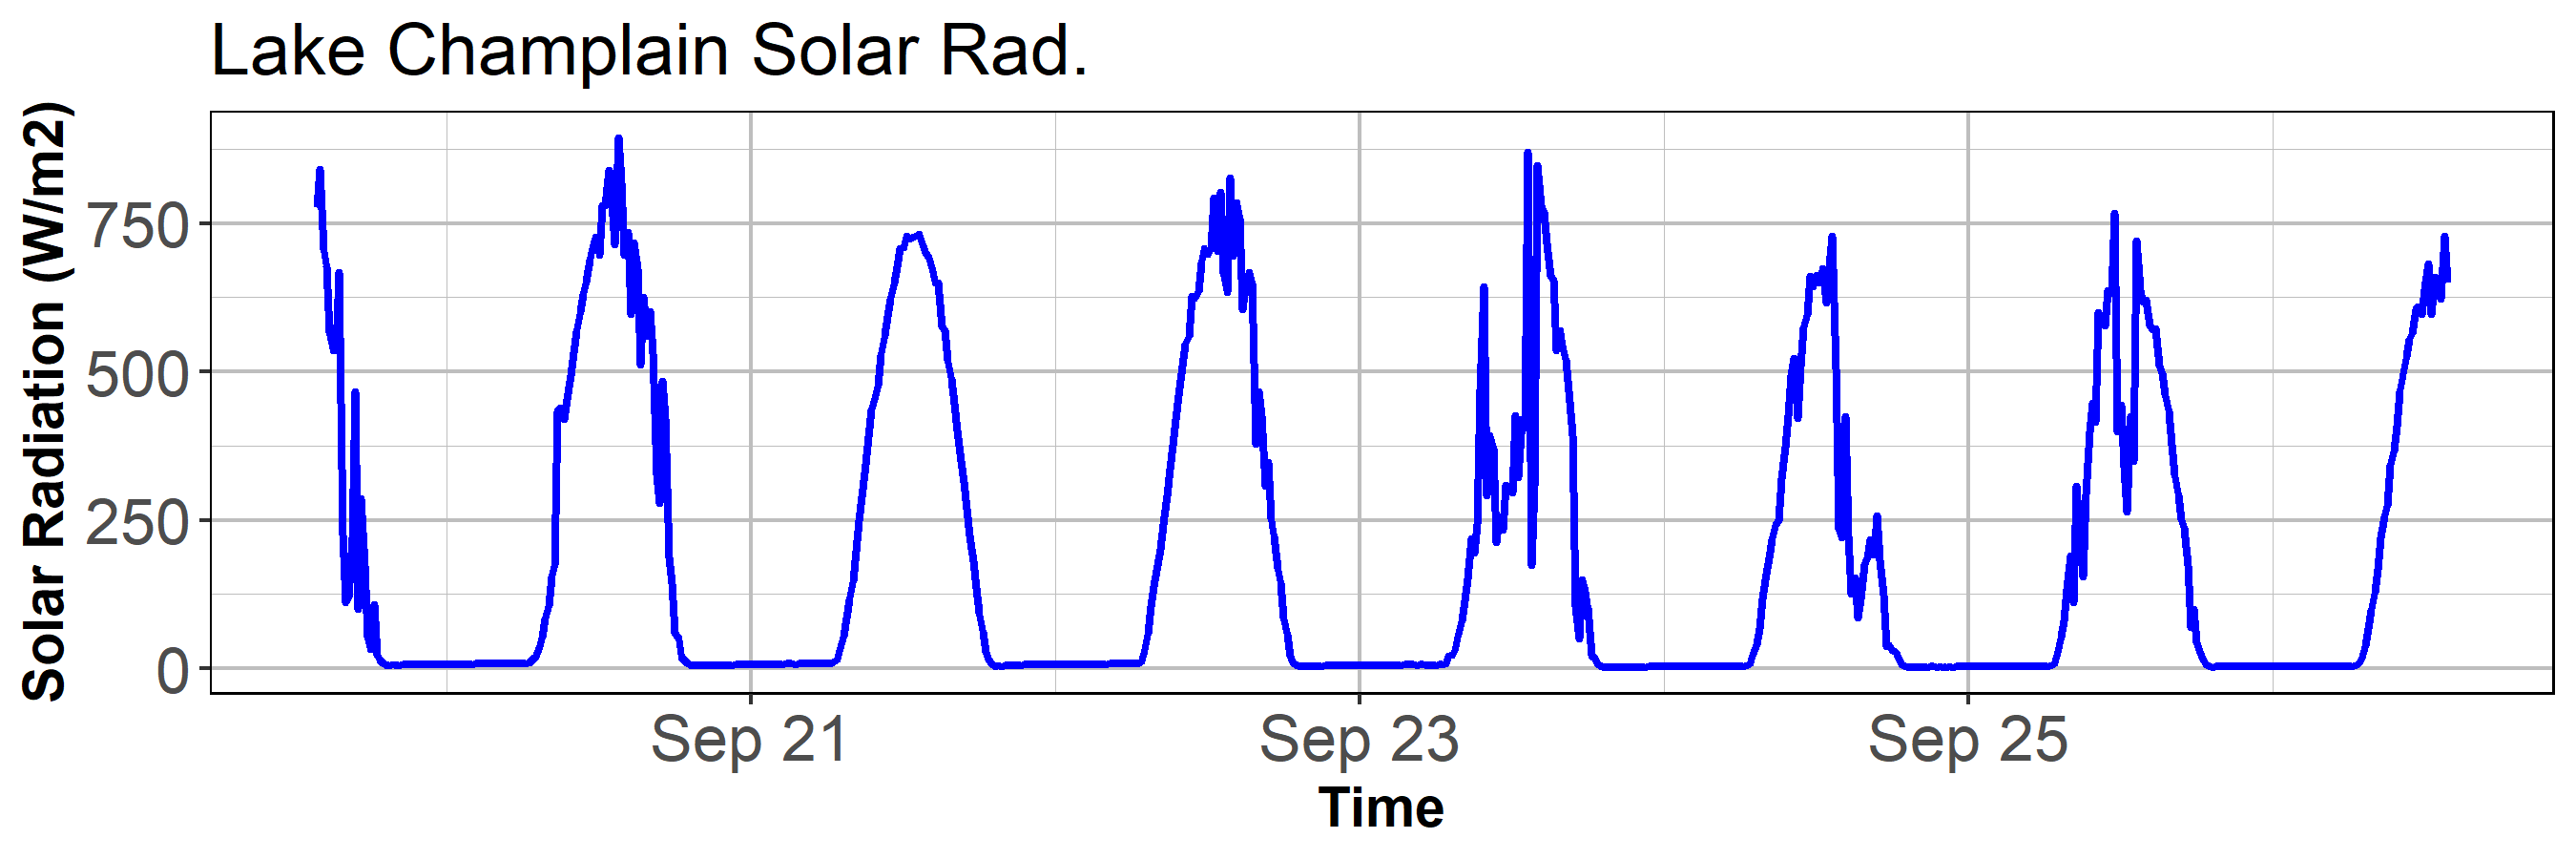 Lake Champlain Solar Rad.
Solar Radiation (W/m2)
750
500
250
0
Sep 21
Sep 23
Sep 25
Time